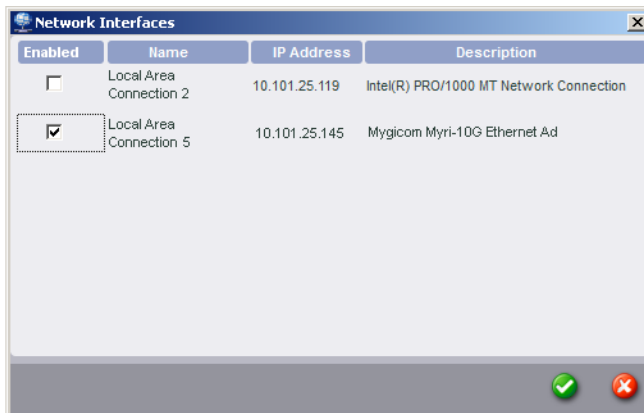 Network Interfaces
Enabled Name IP Address Description
Local Area
Connection 2
10.101.25.119 Intel(R) PRO/1000 MT Network Connection
Local Area
Connection 5
10.101.25.145 Mygicom Myri-10G Ethernet Ad